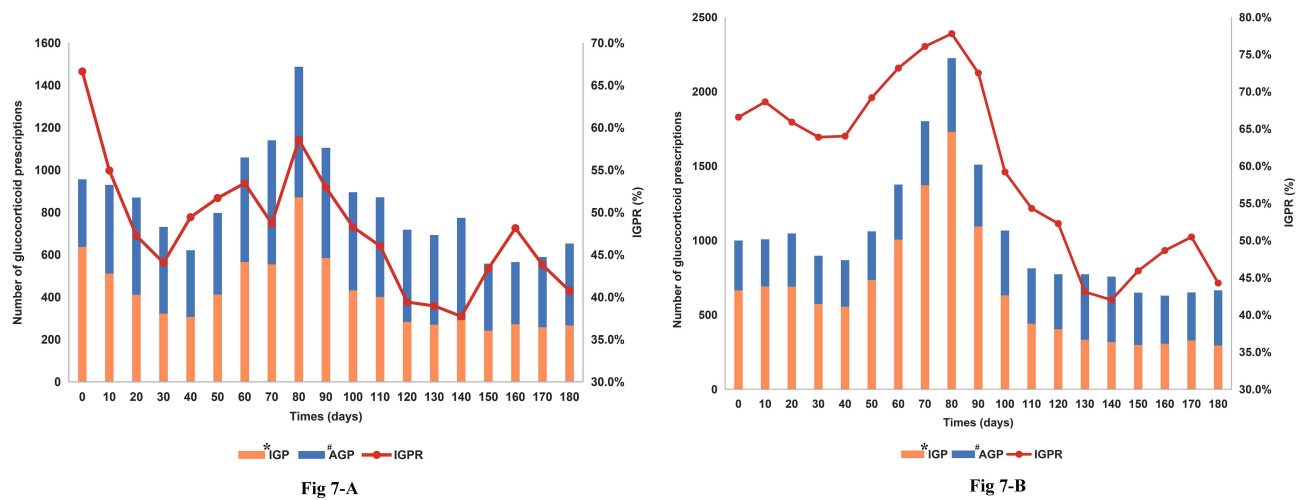 1600
1400
1200
1000
800
600
400
200
0
Number of glucocorticoid prescriptions
70.0%
65.0%
60.0%
55.0%
50.0%
45.0%
40.0%
35.0%
30.0%
IGPR (%)
0 10 20 30 40 50 60 70 80 90 100 110 120 130 140 150 160 170 180
Times (days)
*IGP #AGP IGPR
Fig 7-A
2500
2000
1500
1000
500
0
Number of glucocorticoid prescriptions
80.0%
75.0%
70.0%
65.0%
60.0%
55.0%
50.0%
45.0%
40.0%
35.0%
30.0%
IGPR (%)
0 10 20 30 40 50 60 70 80 90 100 110 120 130 140 150 160 170 180
Times (days)
*IGP #AGP IGPR
Fig 7-B